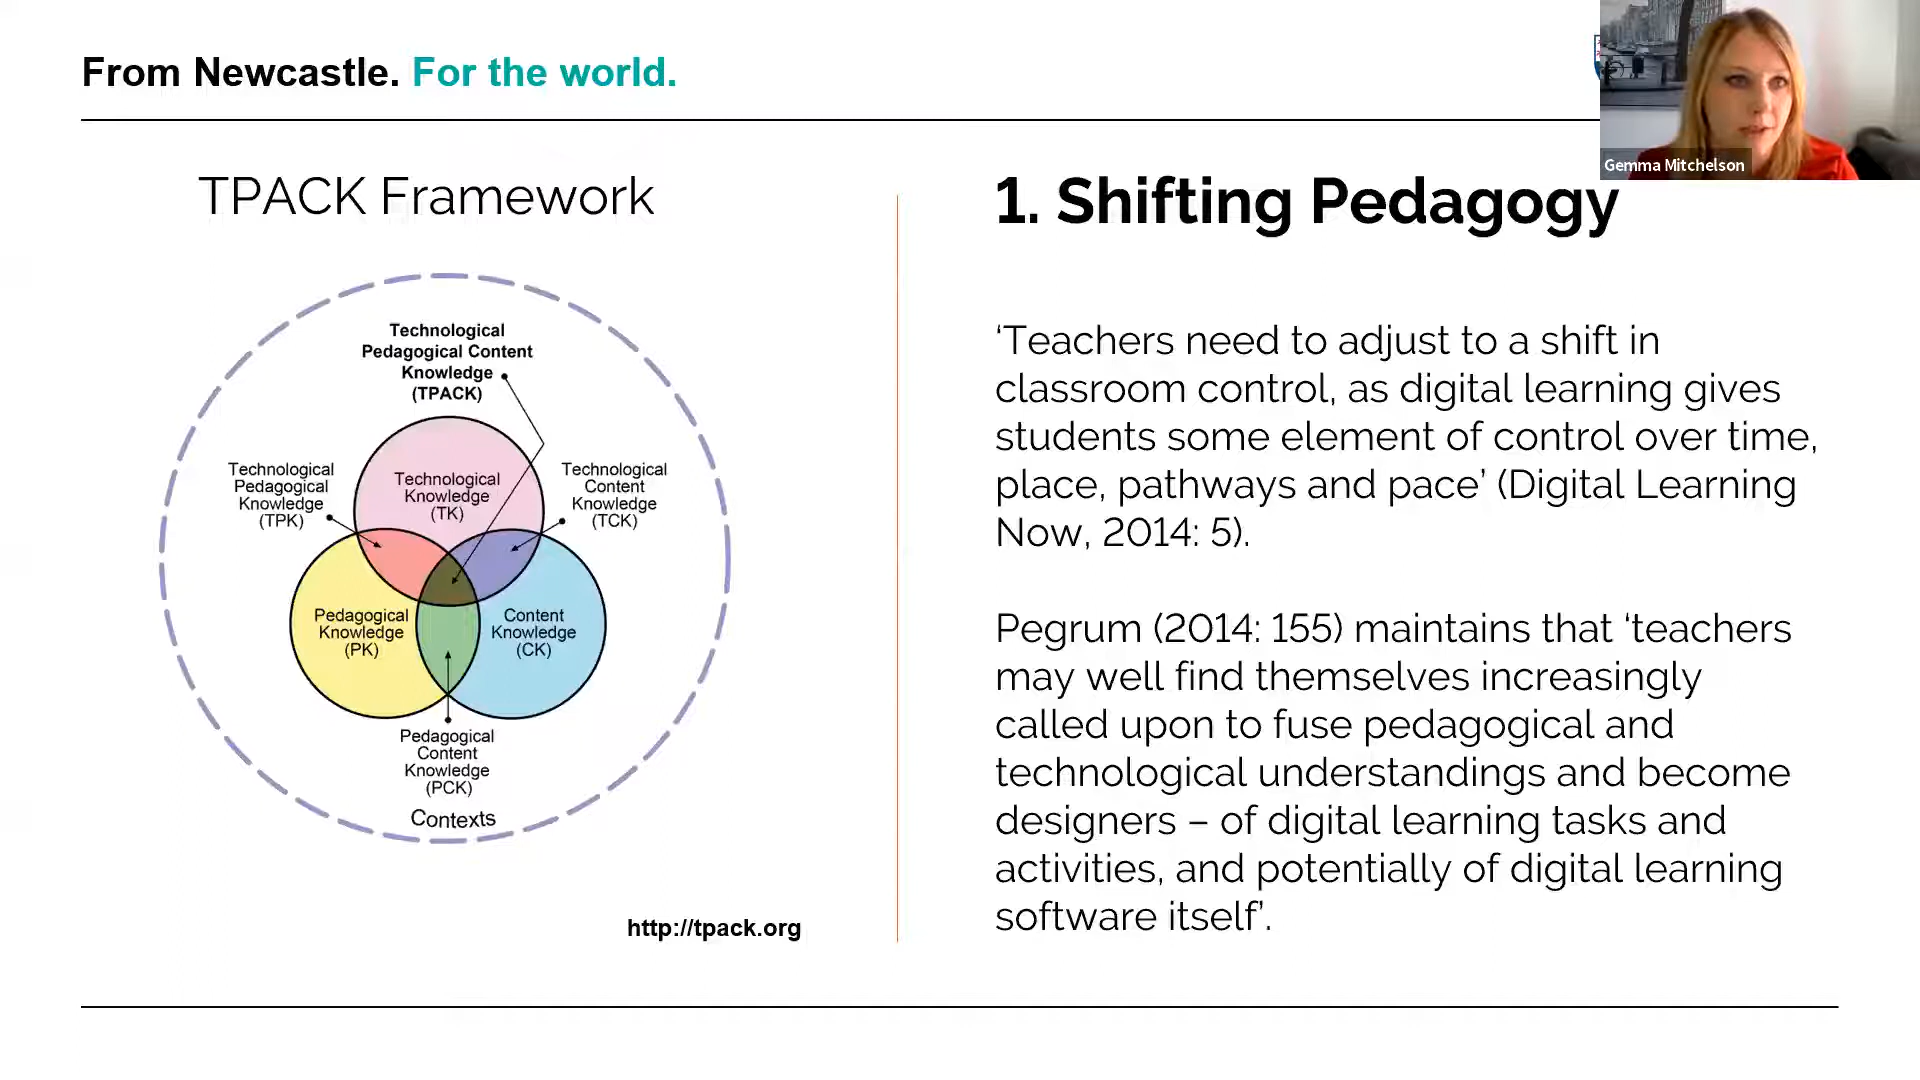 From Newcastle. For the world.
Gemma Mitchelson
TPACK Framework
Technological
Pedagogical Content
Knowledge
(TPACK)
Technological
Pedagogical
Knowledge
(TPK)
Technological
Knowledge
(TK)
Technological
Content
Knowledge
(TCK)
Pedagogical
Knowledge
(PK)
Content
Knowledge
(CK)
Pedagogical
Content
Knowledge
(PCK)
Contexts
http://tpack.org
1. Shifting Pedagogy
‘Teachers need to adjust to a shift in
classroom control, as digital learning gives
students some element of control over time,
place, pathways and pace’ (Digital Learning
Now, 2014: 5).
Pegrum (2014: 155) maintains that ‘teachers
may well find themselves increasingly
called upon to fuse pedagogical and
technological understandings and become
designers – of digital learning tasks and
activities, and potentially of digital learning
software itself’.